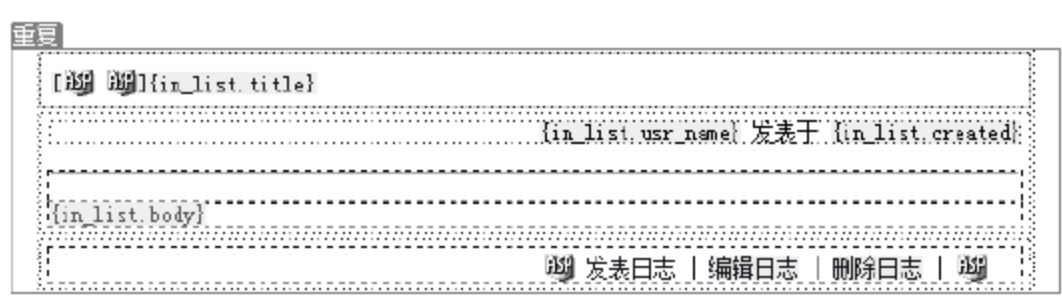 重复
[ASP ASP]{in_list.title}
{in_list.usr_name} 发表于 {in_list.created}
{in_list.body}
ASP 发表日志 | 编辑日志 | 删除日志 | ASP